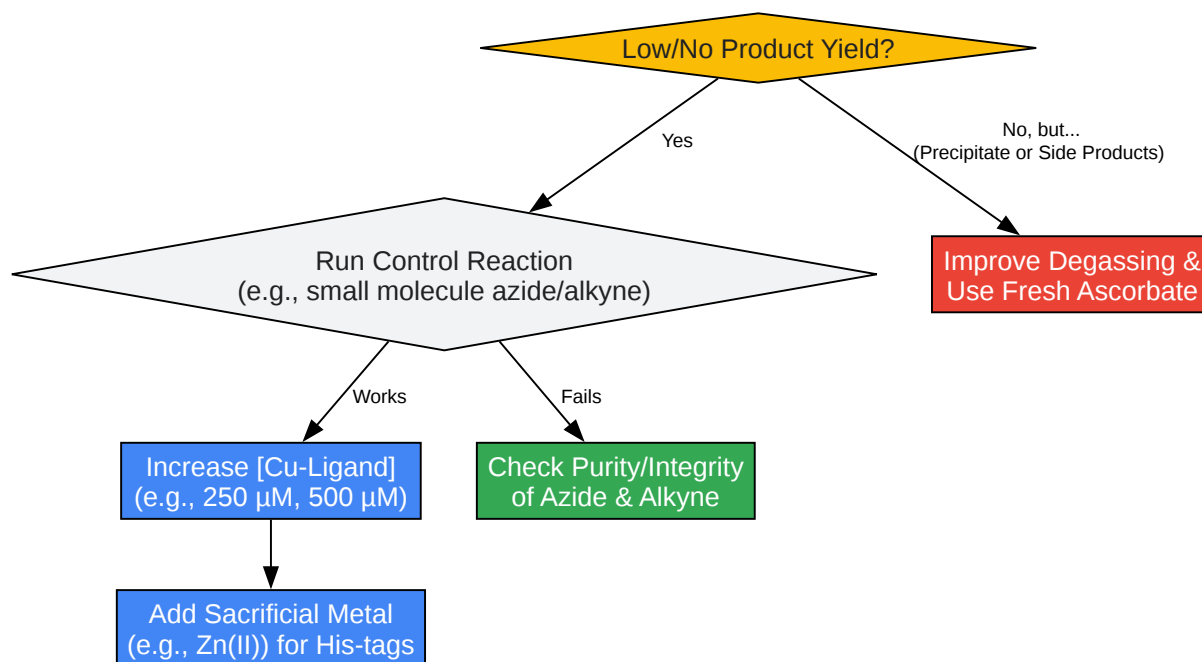 Low/No Product Yield?
Yes
No, but...
(Precipitate or Side Products)
Run Control Reaction
(e.g., small molecule azide/alkyne)
Improve Degassing &
Use Fresh Ascorbate
Works
Fails
Increase [Cu-Ligand]
(e.g., 250 µM, 500 µM)
Check Purity/Integrity
of Azide & Alkyne
Add Sacrificial Metal
(e.g., Zn(II)) for His-tags